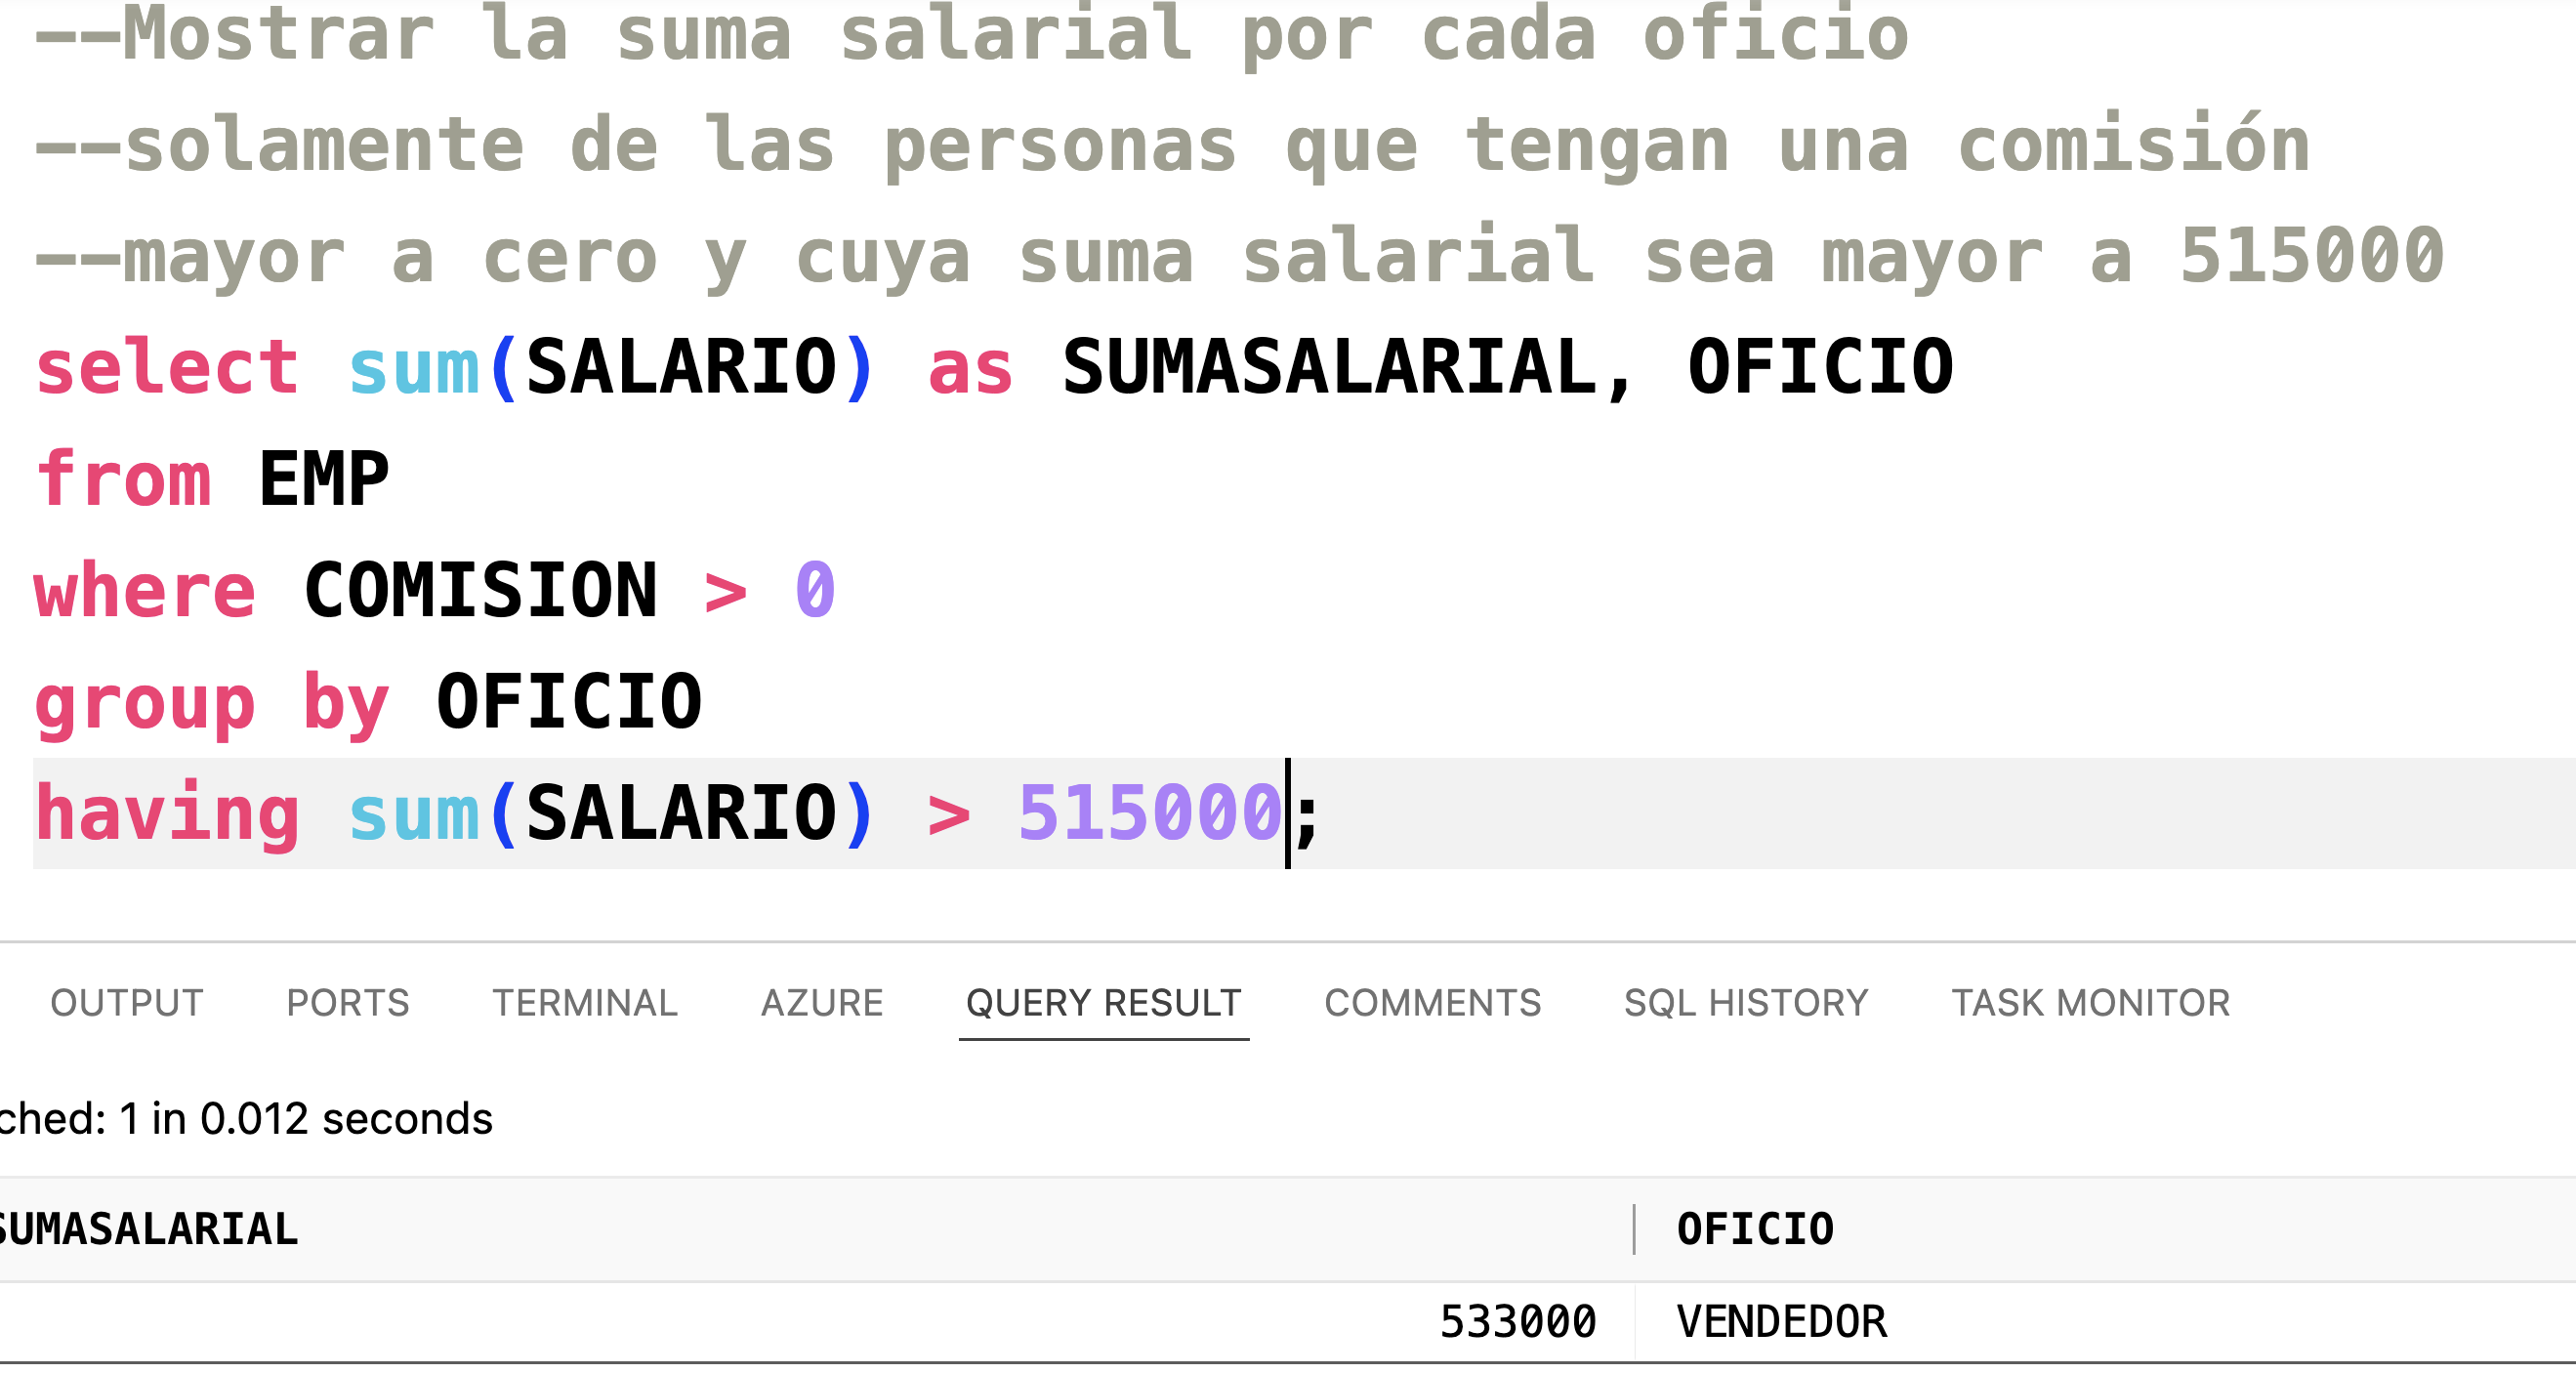 --Mostrar la suma salarial por cada oficio
--solamente de las personas que tengan una comisión
--mayor a cero y cuya suma salarial sea mayor a 515000
select sum(SALARIO) as SUMASALARIAL, OFICIO
from EMP
where COMISION > 0
group by OFICIO
having sum(SALARIO) > 515000;
OUTPUT PORTS TERMINAL AZURE QUERY RESULT COMMENTS SQL HISTORY TASK MONITOR
ched: 1 in 0.012 seconds
SUMASALARIAL OFICIO
533000 VENDEDOR